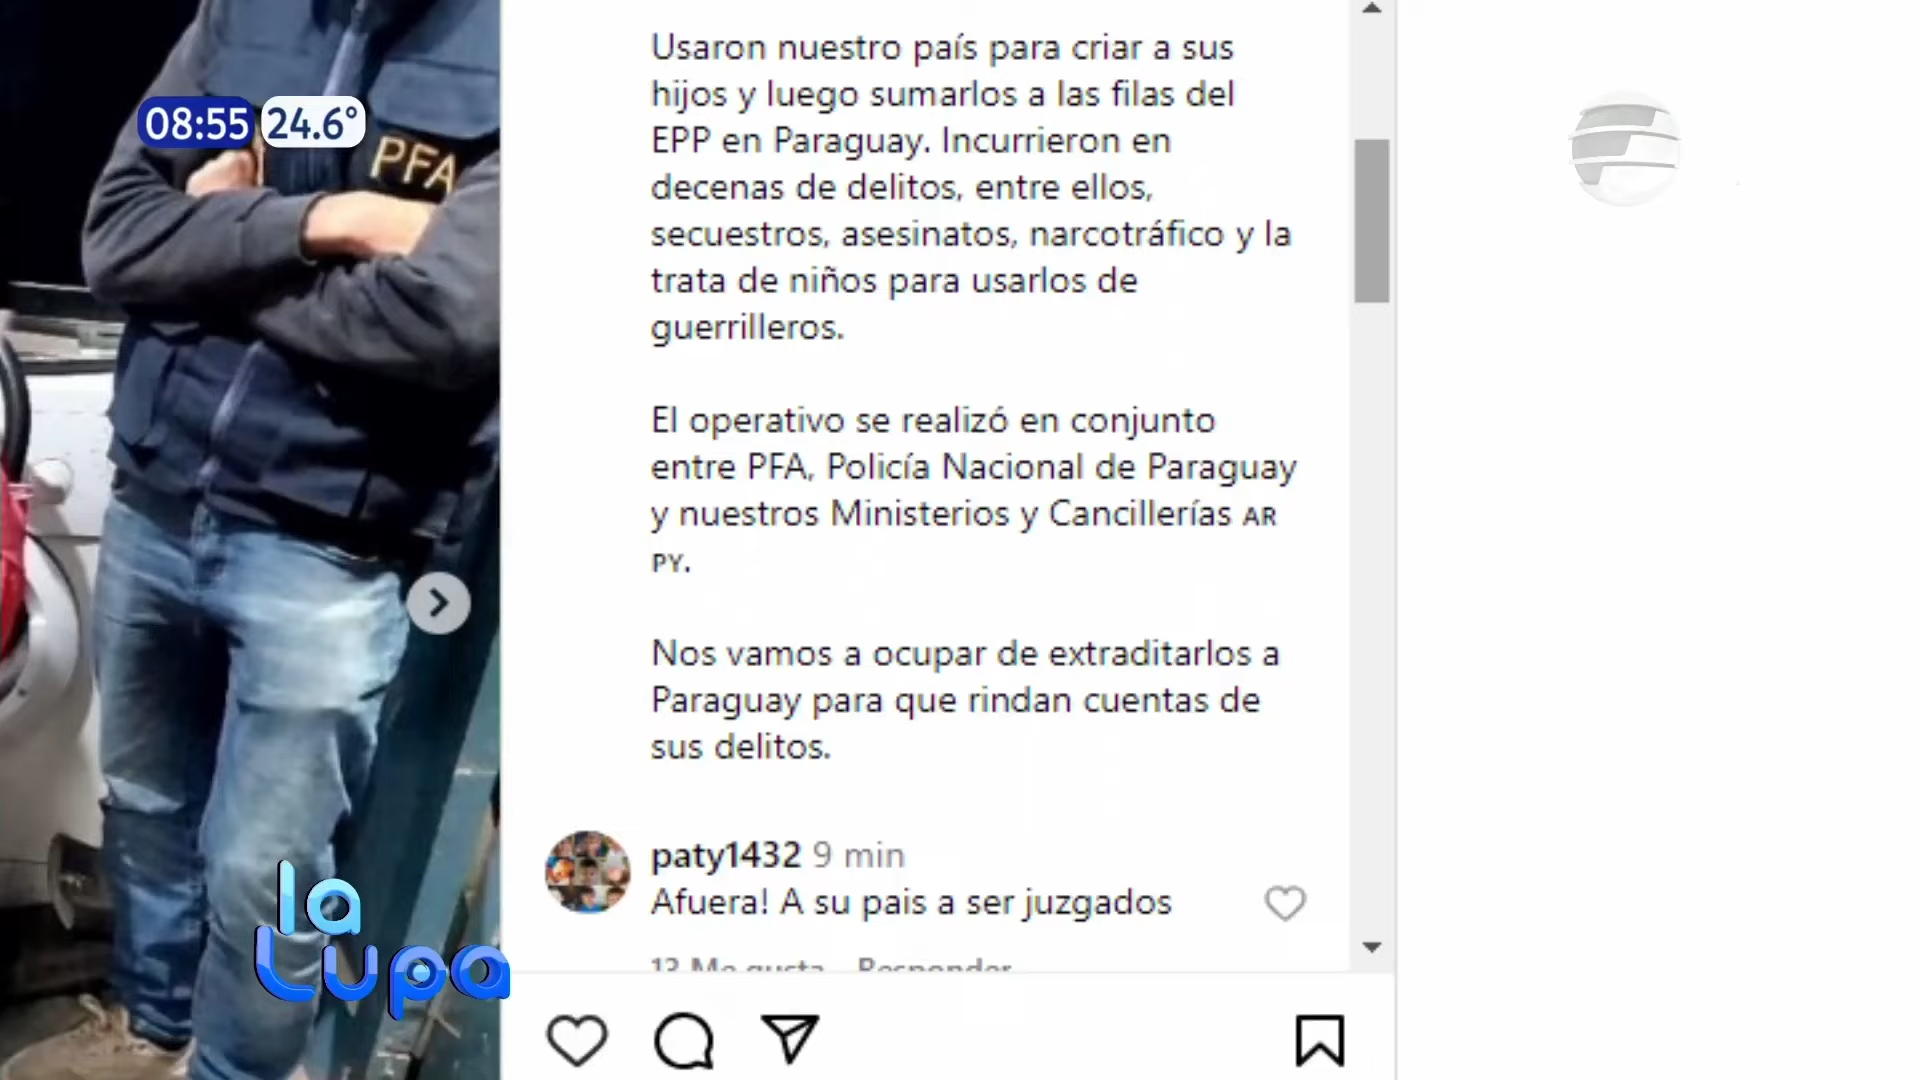 08:55 24.6°
PFA
Usaron nuestro país para criar a sus
hijos y luego sumarlos a las filas del
EPP en Paraguay. Incurrieron en
decenas de delitos, entre ellos,
secuestros, asesinatos, narcotráfico y la
trata de niños para usarlos de
guerrilleros.
El operativo se realizó en conjunto
entre PFA, Policía Nacional de Paraguay
y nuestros Ministerios y Cancillerías AR
PY.
Nos vamos a ocupar de extraditarlos a
Paraguay para que rindan cuentas de
sus delitos.
paty1432 9 min
Afuera! A su pais a ser juzgados
13 Me gusta Responder
la
Lupa